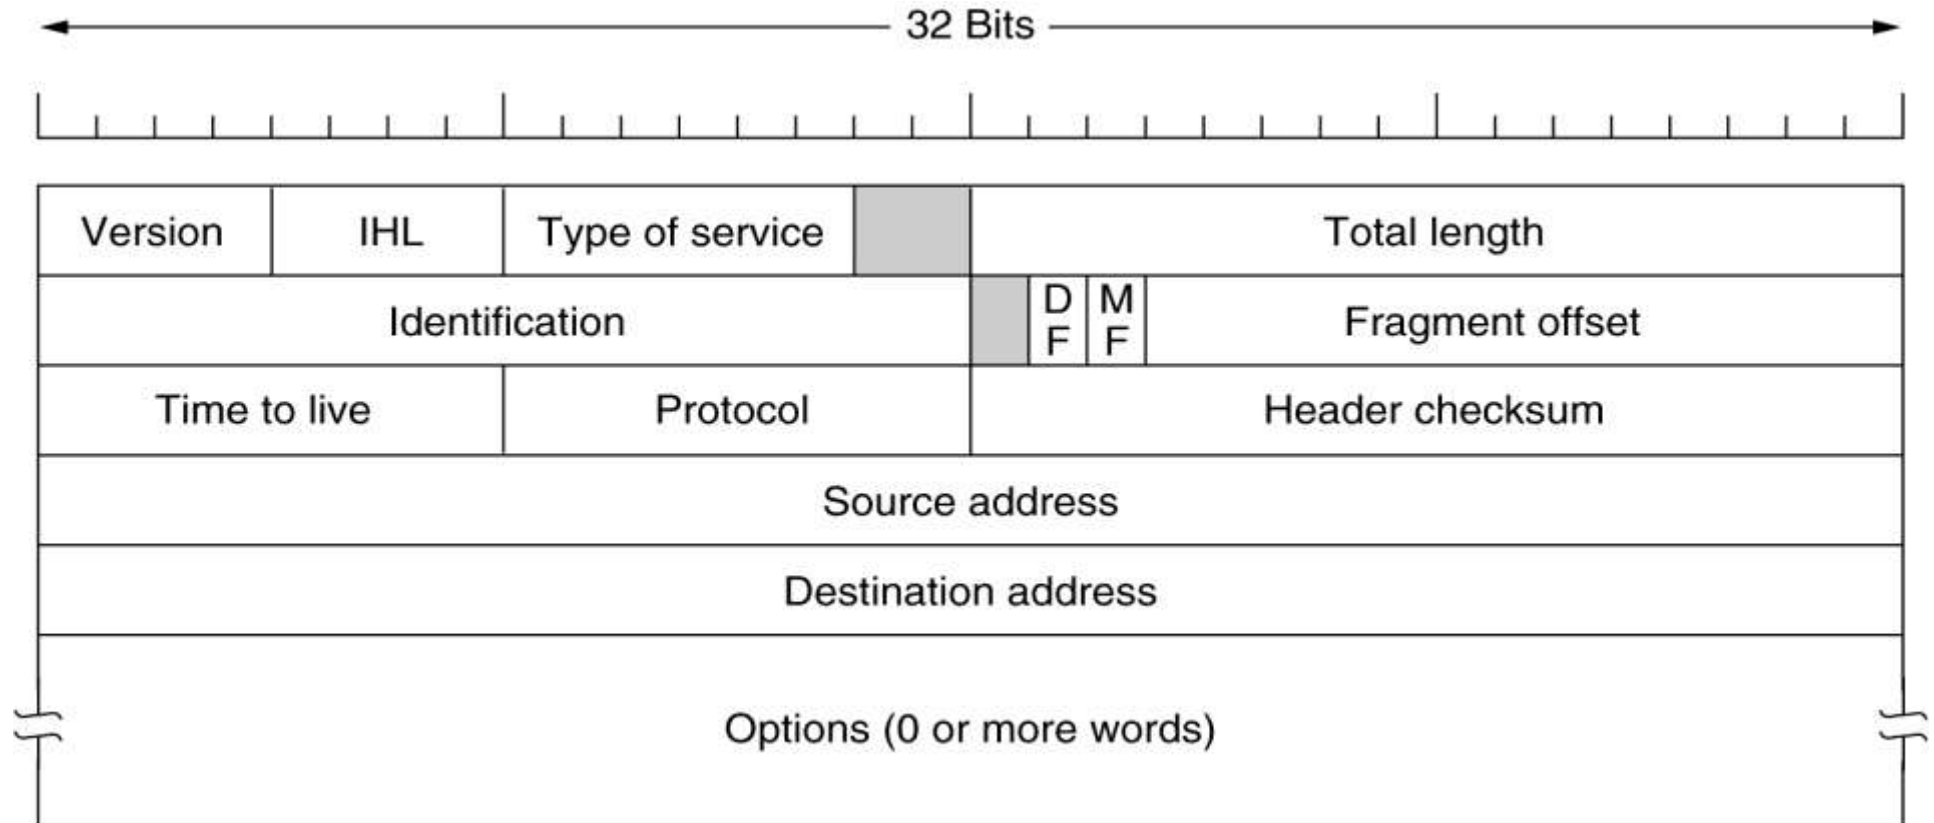 32 Bits
Version IHL Type of service Total length
Identification D F M F Fragment offset
Time to live Protocol Header checksum
Source address
Destination address
Options (0 or more words)